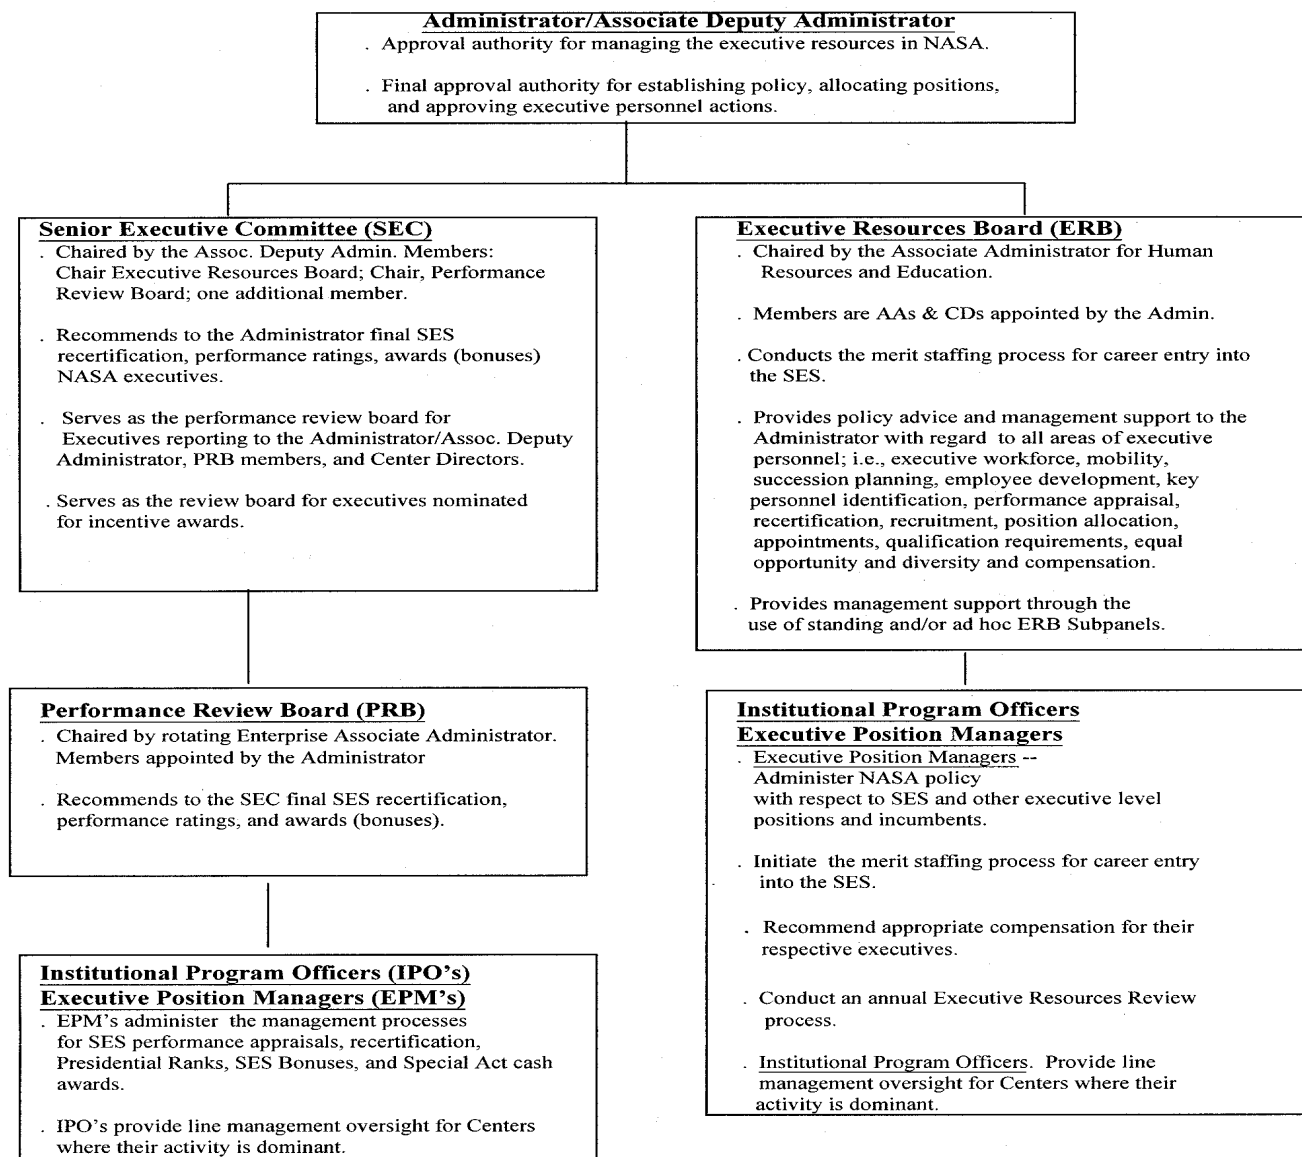 Administrator/Associate Deputy Administrator
. Approval authority for managing the executive resources in NASA.
. Final approval authority for establishing policy, allocating positions,
and approving executive personnel actions.
Senior Executive Committee (SEC)
. Chaired by the Assoc. Deputy Admin. Members:
Chair Executive Resources Board; Chair, Performance
Review Board; one additional member.
. Recommends to the Administrator final SES
recertification, performance ratings, awards (bonuses)
NASA executives.
. Serves as the performance review board for
Executives reporting to the Administrator/Assoc. Deputy
Administrator, PRB members, and Center Directors.
. Serves as the review board for executives nominated
for incentive awards.
Executive Resources Board (ERB)
. Chaired by the Associate Administrator for Human
Resources and Education.
. Members are AAs & CDs appointed by the Admin.
. Conducts the merit staffing process for career entry into
the SES.
. Provides policy advice and management support to the
Administrator with regard to all areas of executive
personnel; i.e., executive workforce, mobility,
succession planning, employee development, key
personnel identification, performance appraisal,
recertification, recruitment, position allocation,
appointments, qualification requirements, equal
opportunity and diversity and compensation.
. Provides management support through the
use of standing and/or ad hoc ERB Subpanels.
Performance Review Board (PRB)
. Chaired by rotating Enterprise Associate Administrator.
Members appointed by the Administrator
. Recommends to the SEC final SES recertification,
performance ratings, and awards (bonuses).
Institutional Program Officers (IPO's)
Executive Position Managers (EPM's)
. EPM's administer the management processes
for SES performance appraisals, recertification,
Presidential Ranks, SES Bonuses, and Special Act cash
awards.
. IPO's provide line management oversight for Centers
where their activity is dominant.
Institutional Program Officers
Executive Position Managers
. Executive Position Managers --
Administer NASA policy
with respect to SES and other executive level
positions and incumbents.
. Initiate the merit staffing process for career entry
into the SES.
. Recommend appropriate compensation for their
respective executives.
. Conduct an annual Executive Resources Review
process.
. Institutional Program Officers. Provide line
management oversight for Centers where their
activity is dominant.